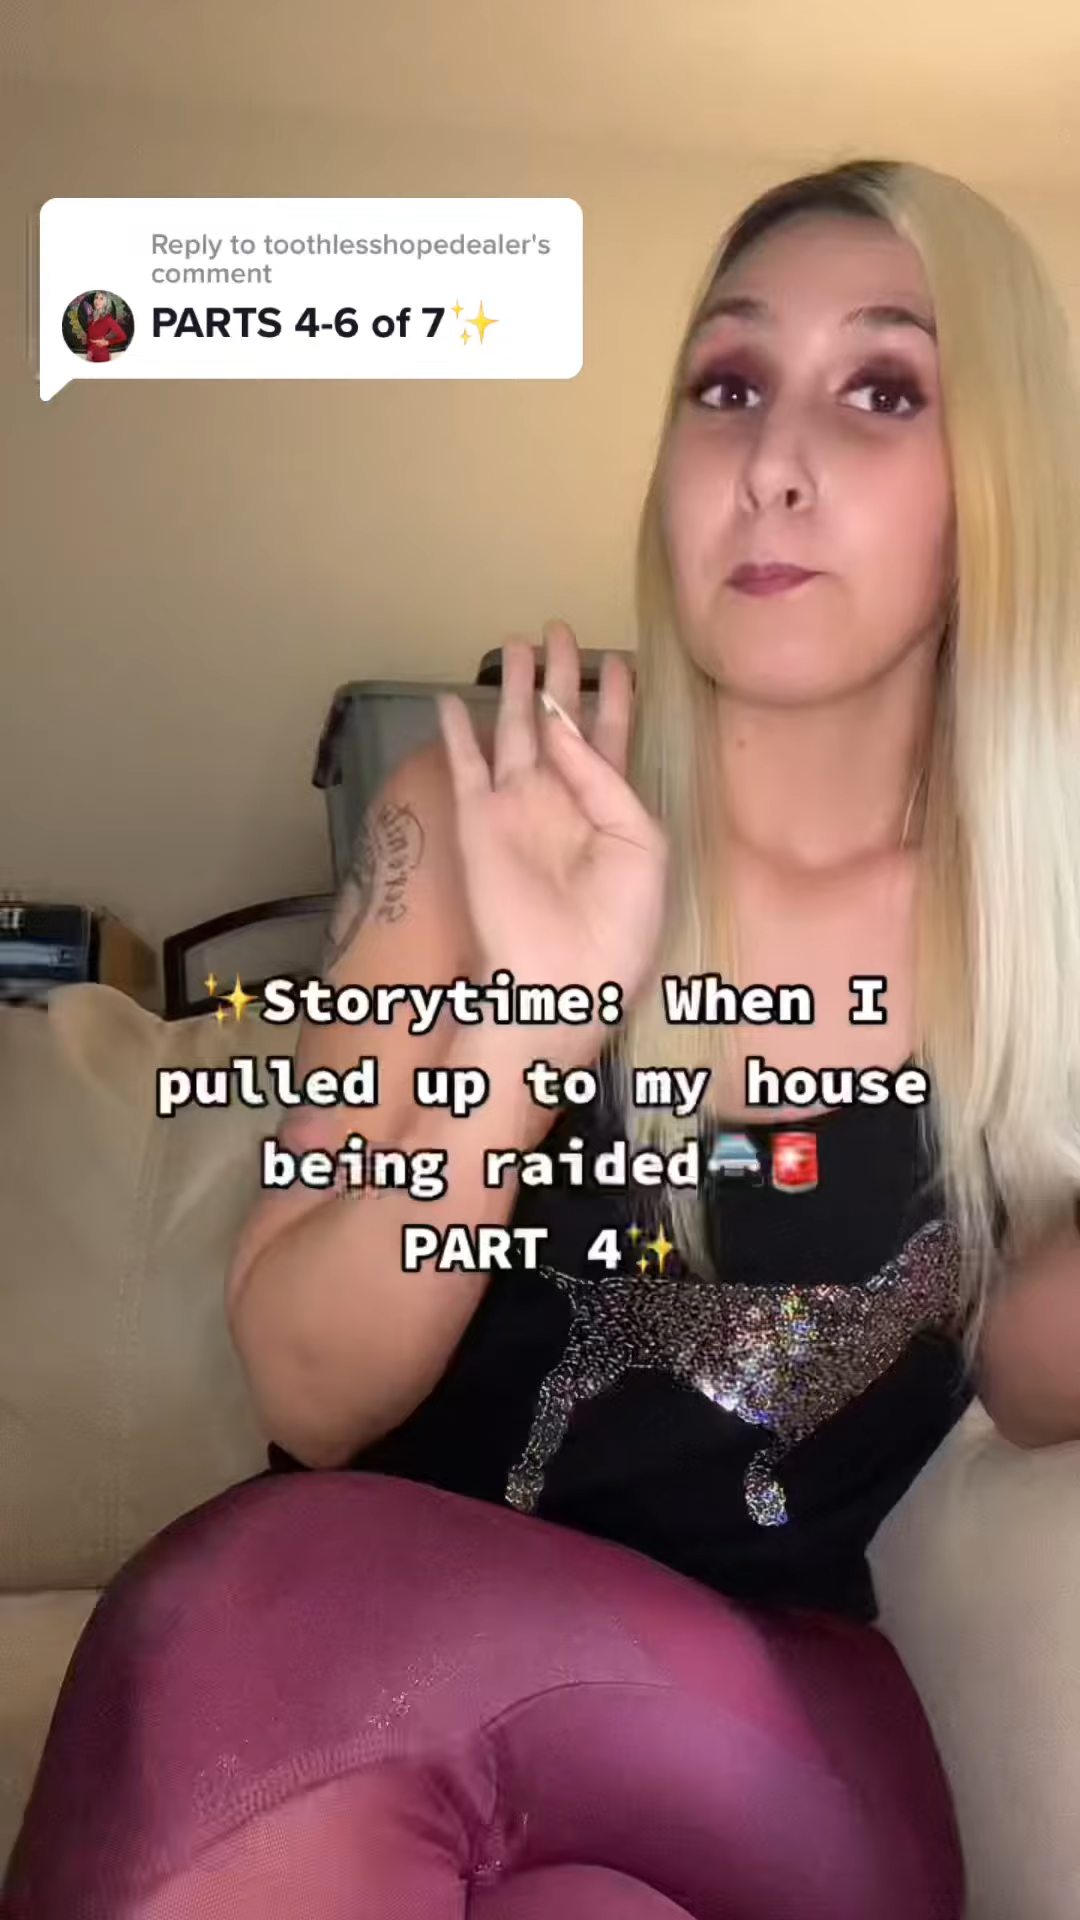 Reply to toothlesshopedealer's
comment
PARTS 4-6 of 7✨
✨Storytime: When I
pulled up to my house
being raided🚔🚨
PART 4✨